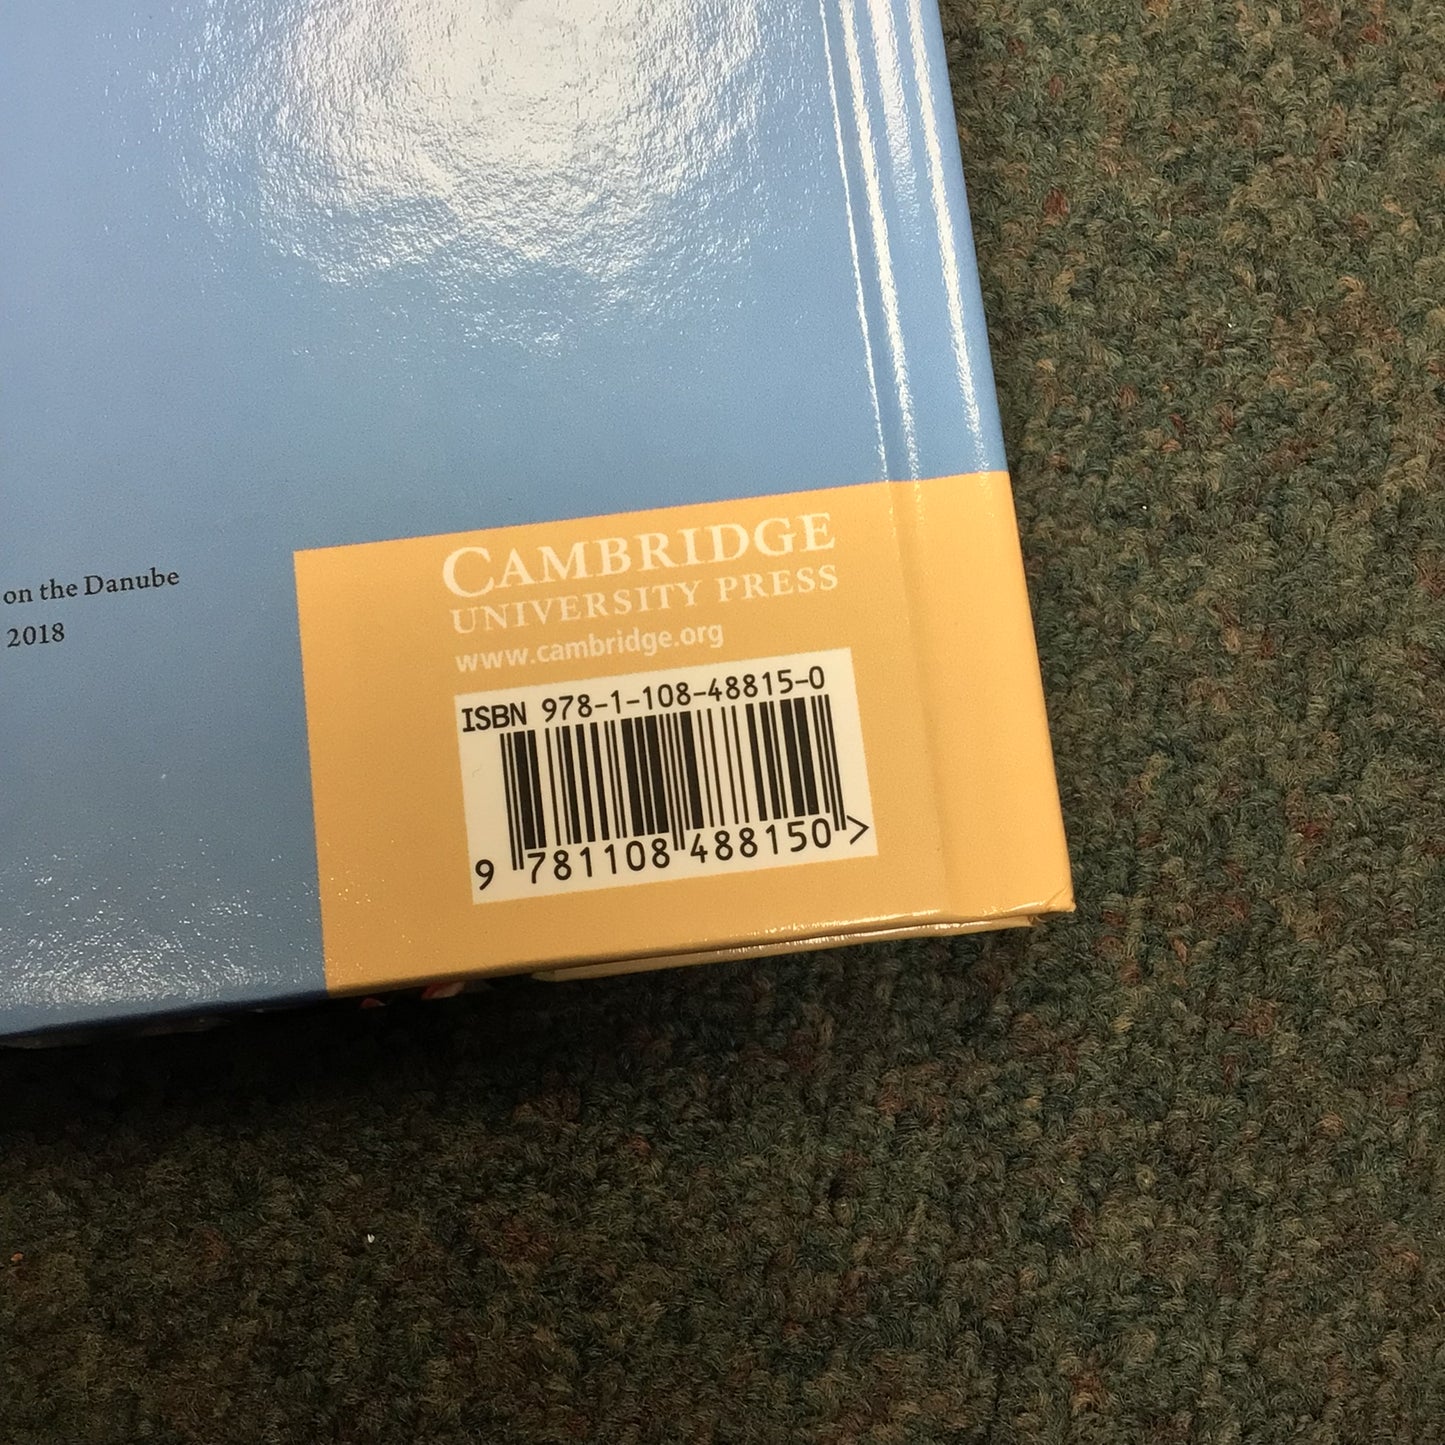 on the Danube
2018
CAMBRIDGE
UNIVERSITY PRESS
www.cambridge.org
ISBN 978-1-108-48815-0
9 781108 488150 >